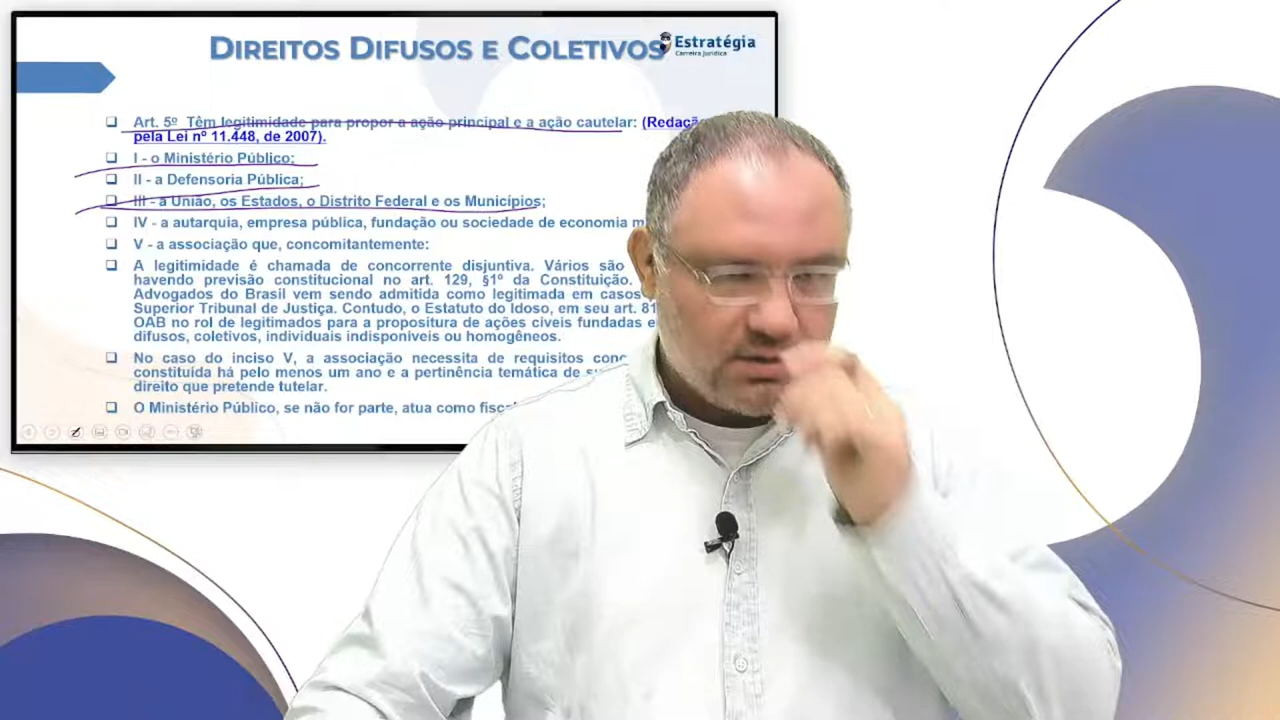 DIREITOS DIFUSOS E COLETIVOS
Estratégia
Carreira Jurídica
❑ Art. 5º Têm legitimidade para propor a ação principal e a ação cautelar: (Redação
pela Lei nº 11.448, de 2007).
❑ I - o Ministério Público;
❑ II - a Defensoria Pública;
❑ III - a União, os Estados, o Distrito Federal e os Municípios;
❑ IV - a autarquia, empresa pública, fundação ou sociedade de economia
❑ V - a associação que, concomitantemente:
❑ A legitimidade é chamada de concorrente disjuntiva. Vários são
havendo previsão constitucional no art. 129, §1º da Constituição.
Advogados do Brasil vem sendo admitida como legitimada em casos
Superior Tribunal de Justiça. Contudo, o Estatuto do Idoso, em seu art. 81
OAB no rol de legitimados para a propositura de ações cíveis fundadas
difusos, coletivos, individuais indisponíveis ou homogêneos.
❑ No caso do inciso V, a associação necessita de requisitos
constituída há pelo menos um ano e a pertinência temática de
direito que pretende tutelar.
❑ O Ministério Público, se não for parte, atua como